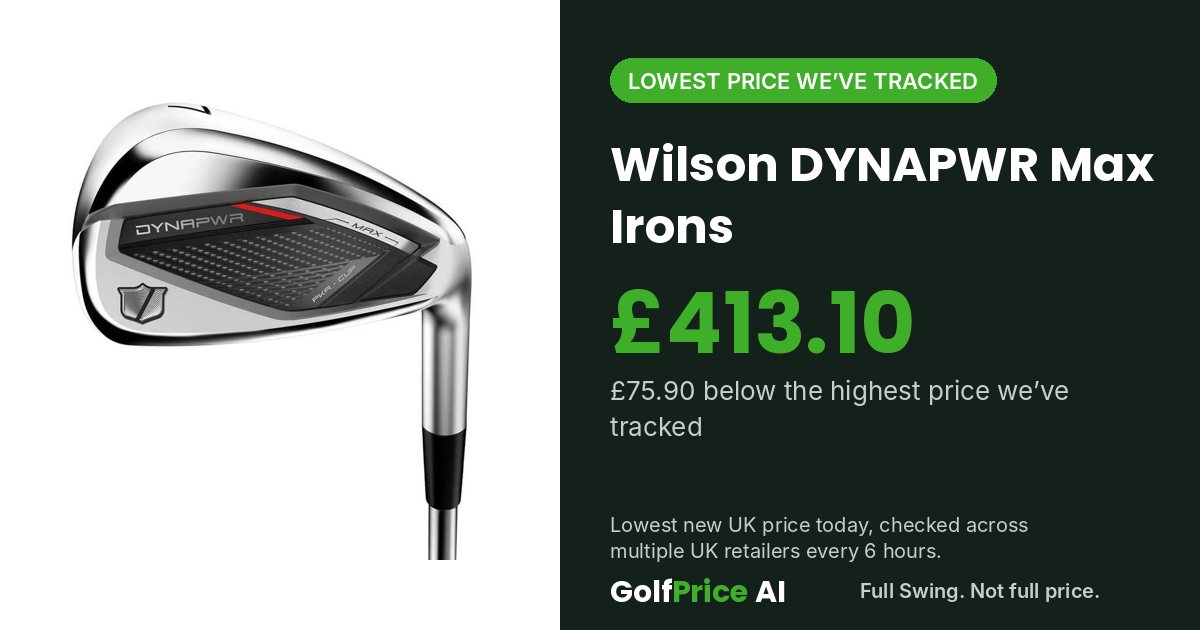 7
DYNAPWR
MAX
PWR - CUP
LOWEST PRICE WE’VE TRACKED
Wilson DYNAPWR Max
Irons
£413.10
£75.90 below the highest price we’ve
tracked
Lowest new UK price today, checked across
multiple UK retailers every 6 hours.
GolfPrice AI
Full Swing. Not full price.